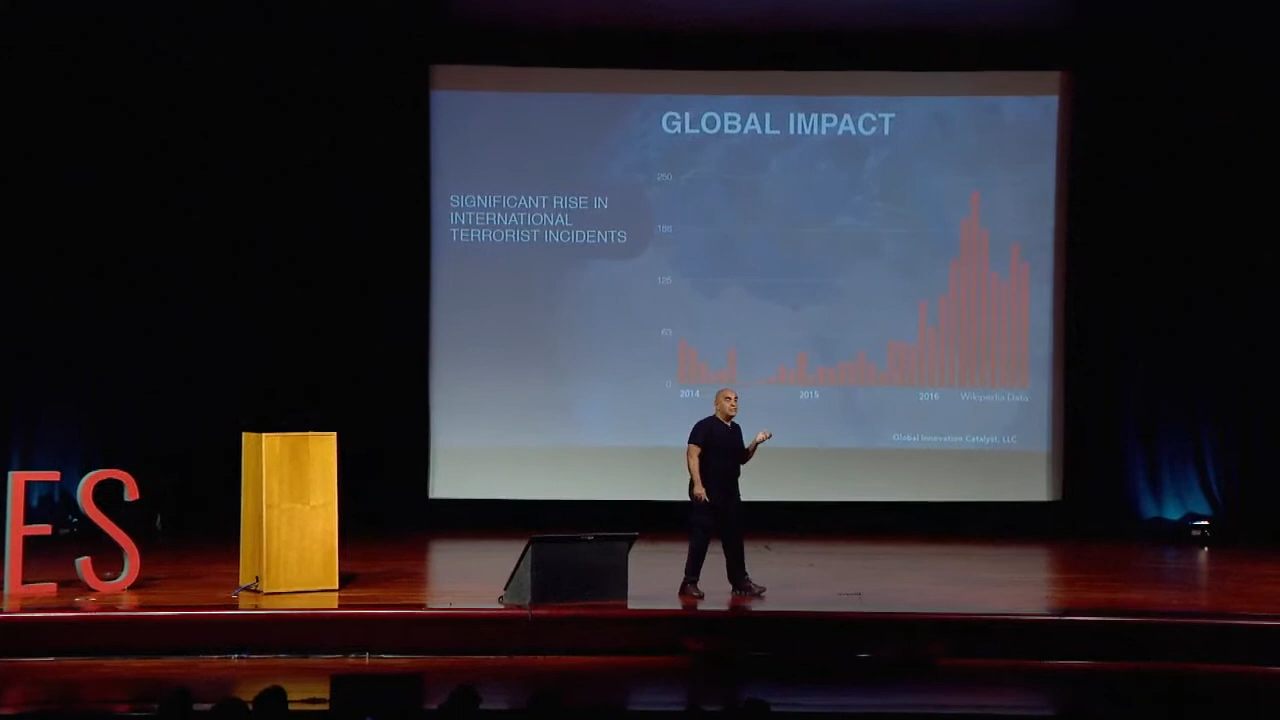 GLOBAL IMPACT
SIGNIFICANT RISE IN
INTERNATIONAL
TERRORIST INCIDENTS
250
188
125
63
0
2014 2015 2016 Wikipedia Data
Global Innovation Catalyst, LLC
ES